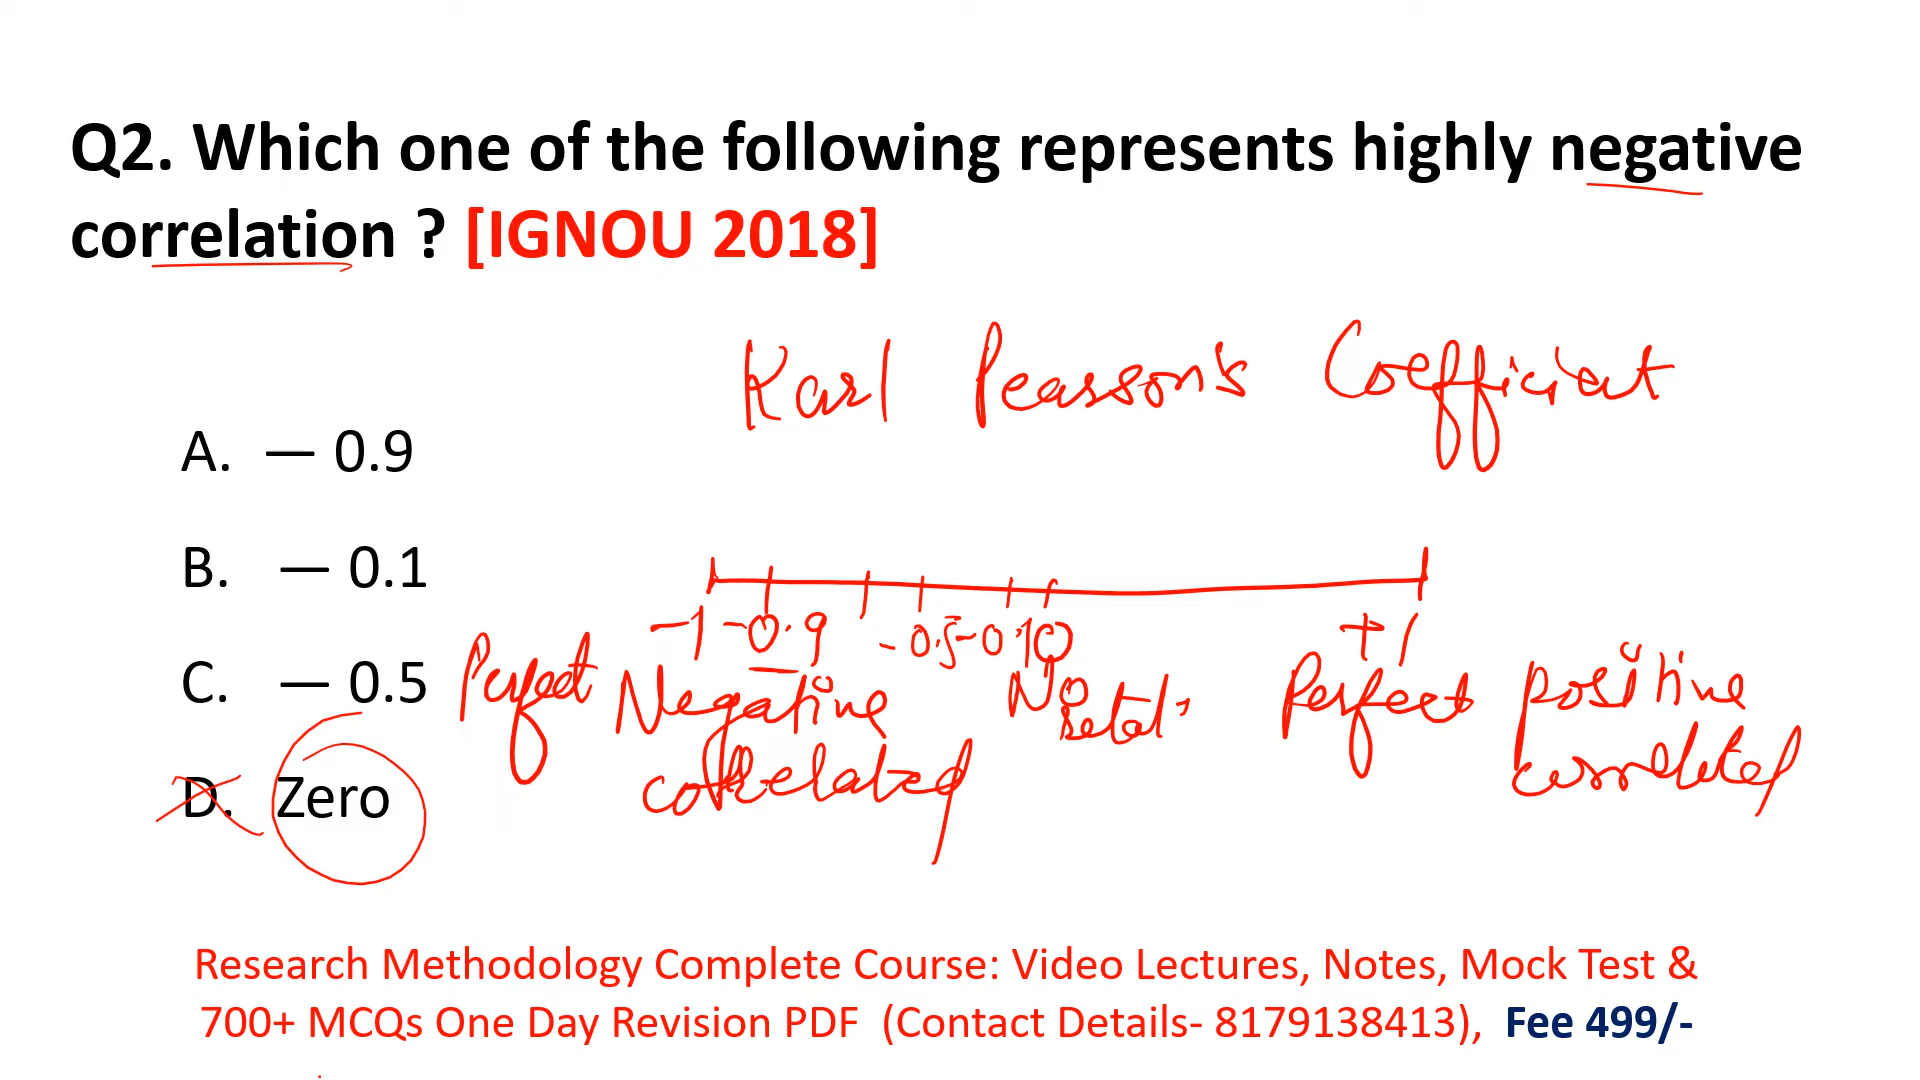 Q2. Which one of the following represents highly negative
correlation ? [IGNOU 2018]
Karl Pearson's Coefficient
A. — 0.9
B. — 0.1
C. — 0.5
D. Zero
-1 -0.9 -0.5 -0.1 0 +1
Perfect Negative correlated
No
Perfect positive correlated
Research Methodology Complete Course: Video Lectures, Notes, Mock Test &
700+ MCQs One Day Revision PDF (Contact Details- 8179138413), Fee 499/-